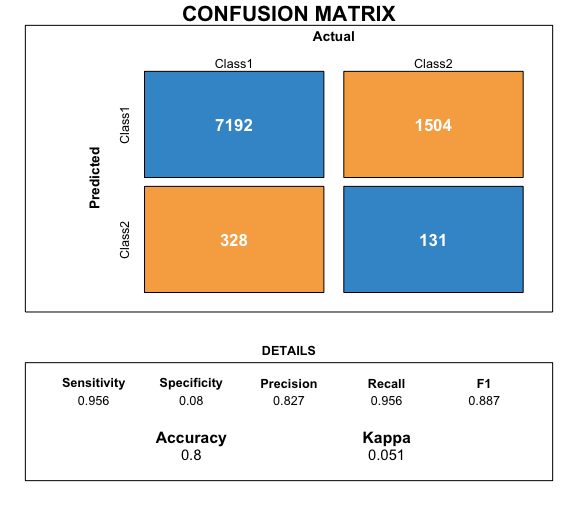 CONFUSION MATRIX
Actual
Class1 Class2
Predicted
Class1
7192 1504
Class2
328 131
DETAILS
Sensitivity Specificity Precision Recall F1
0.956 0.08 0.827 0.956 0.887
Accuracy Kappa
0.8 0.051